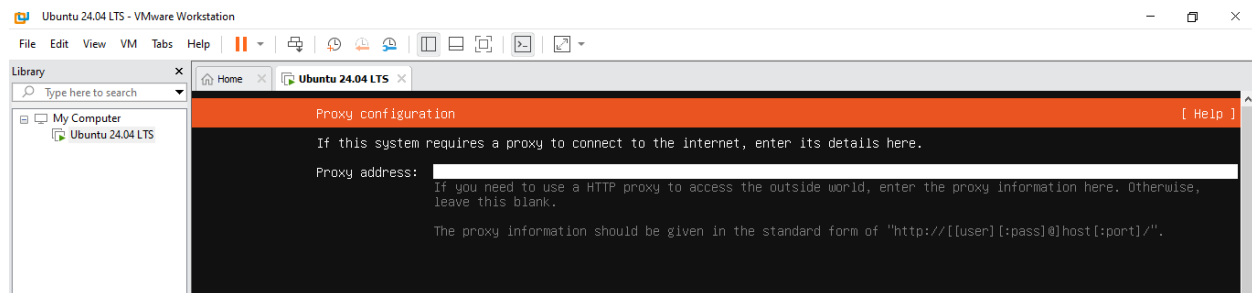 Ubuntu 24.04 LTS - VMware Workstation
File Edit View VM Tabs Help
Library
Type here to search
My Computer
Ubuntu 24.04 LTS
Home
Ubuntu 24.04 LTS
Proxy configuration [ Help ]
If this system requires a proxy to connect to the internet, enter its details here.
Proxy address:
If you need to use a HTTP proxy to access the outside world, enter the proxy information here. Otherwise,
leave this blank.
The proxy information should be given in the standard form of "http://[[user][:pass]@]host[:port]/".